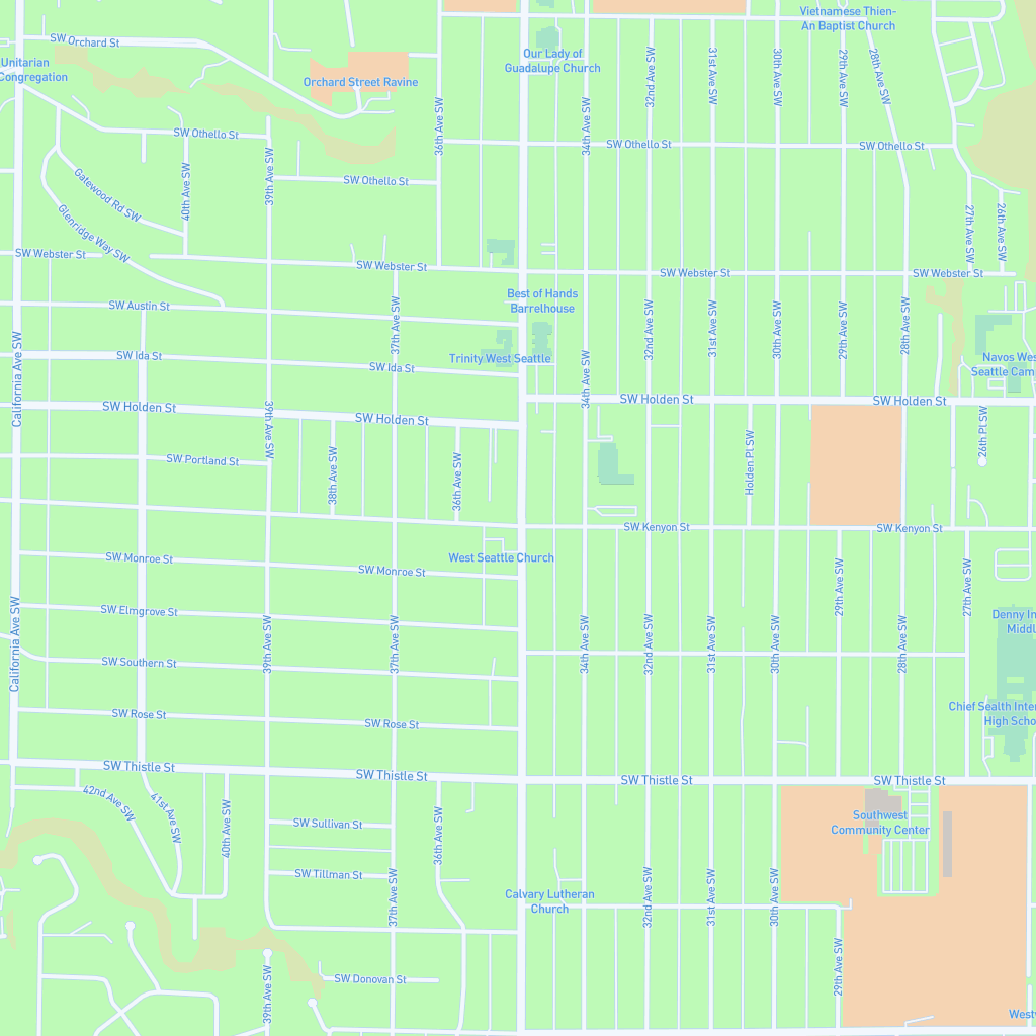 Vietnamese Thien-
An Baptist Church
SW Orchard St
Our Lady of
Guadalupe Church
Unitarian
Congregation
Orchard Street Ravine
32nd Ave SW
31st Ave SW
30th Ave SW
29th Ave SW
28th Ave SW
36th Ave SW
34th Ave SW
SW Othello St
SW Othello St
SW Othello St
39th Ave SW
SW Othello St
40th Ave SW
Gatewood Rd SW
Glenridge Way SW
27th Ave SW
26th Ave SW
SW Webster St
SW Webster St
SW Webster St
SW Webster St
Best of Hands
Barrelhouse
SW Austin St
37th Ave SW
32nd Ave SW
31st Ave SW
30th Ave SW
29th Ave SW
28th Ave SW
California Ave SW
SW Ida St
SW Ida St
Trinity West Seattle
34th Ave SW
Navos Wes
Seattle Cam
SW Holden St
SW Holden St
SW Holden St
SW Holden St
39th Ave SW
26th Pl SW
SW Portland St
38th Ave SW
36th Ave SW
Holden Pl SW
SW Kenyon St
SW Kenyon St
SW Monroe St
SW Monroe St
West Seattle Church
29th Ave SW
27th Ave SW
California Ave SW
SW Elmgrove St
Denny In
Middl
39th Ave SW
37th Ave SW
34th Ave SW
32nd Ave SW
31st Ave SW
30th Ave SW
28th Ave SW
SW Southern St
SW Rose St
SW Rose St
Chief Sealth Inter
High Scho
SW Thistle St
SW Thistle St
SW Thistle St
SW Thistle St
42nd Ave SW
41st Ave SW
40th Ave SW
SW Sullivan St
36th Ave SW
Southwest
Community Center
SW Tillman St
37th Ave SW
Calvary Lutheran
Church
32nd Ave SW
31st Ave SW
30th Ave SW
29th Ave SW
39th Ave SW
SW Donovan St
Westw